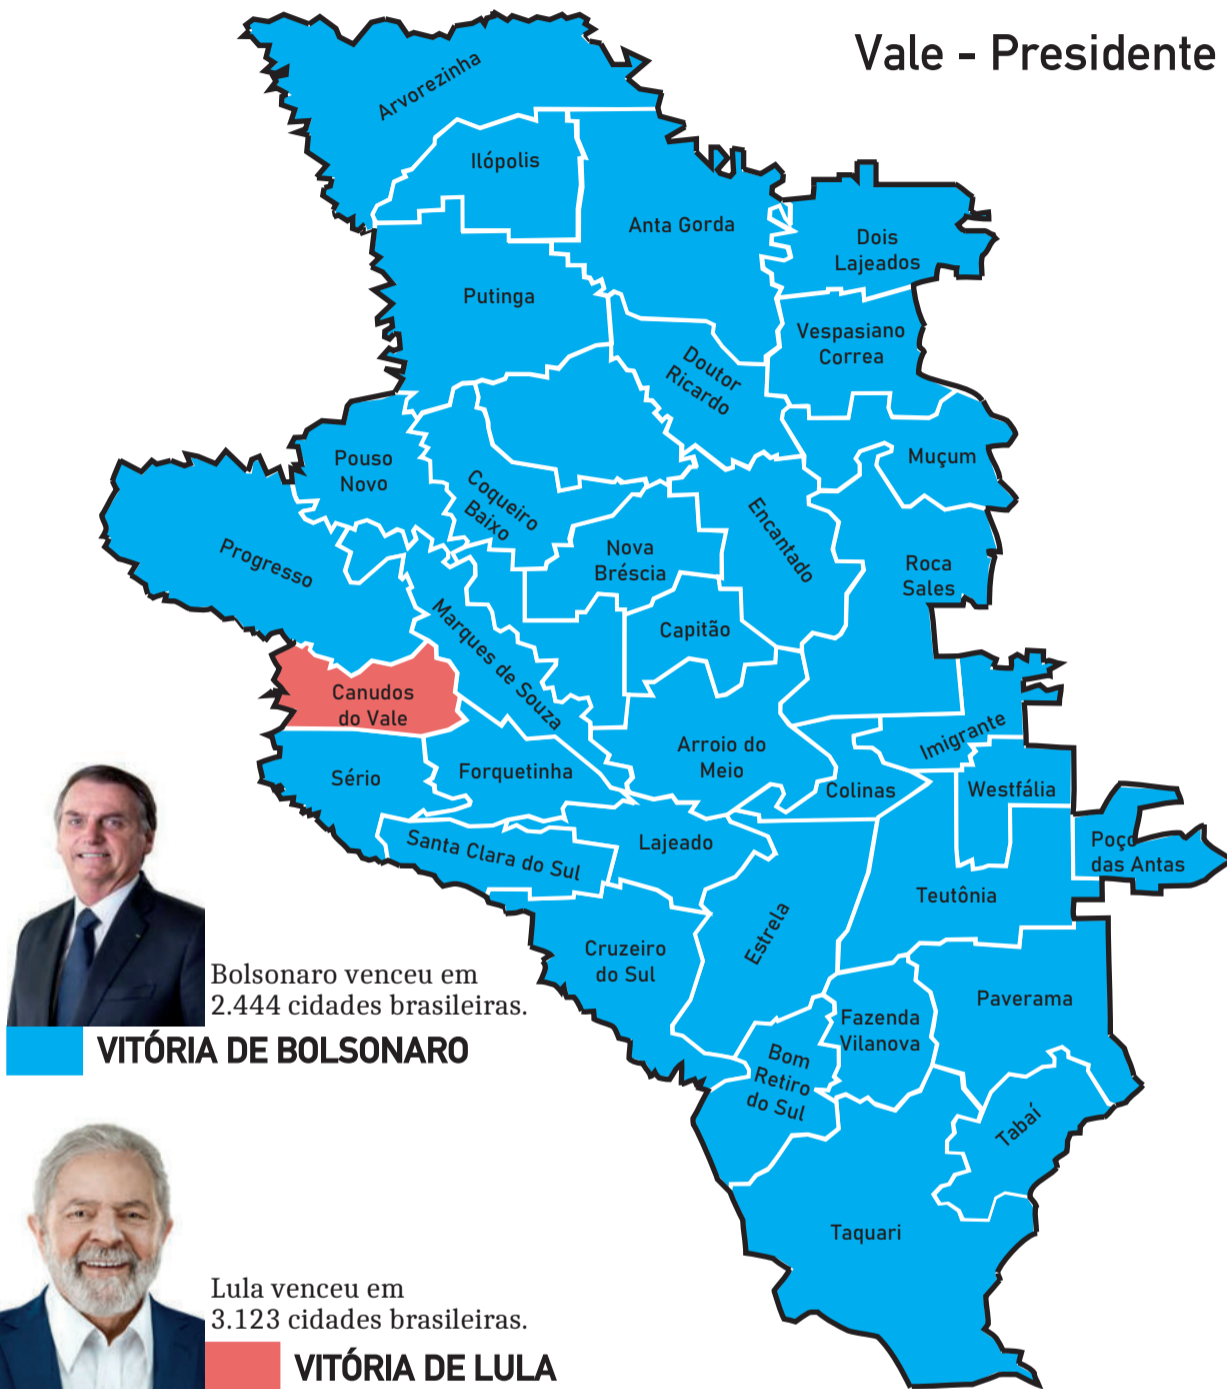 Vale - Presidente
Arvorezinha
Ilópolis
Anta Gorda
Dois
Lajeados
Putinga
Vespasiano
Correa
Doutor
Ricardo
Muçum
Pouso
Novo
Coqueiro
Baixo
Encantado
Progresso
Nova
Bréscia
Roca
Sales
Marques de Souza
Capitão
Canudos
do Vale
Imigrante
Arroio do
Meio
Sério
Forquetinha
Colinas
Westfália
Santa Clara do Sul
Lajeado
Poço
das Antas
Teutônia
Estrela
Cruzeiro
do Sul
Paverama
Fazenda
Vilanova
Bom
Retiro
do Sul
Tabaí
Taquari
Bolsonaro venceu em
2.444 cidades brasileiras.
VITÓRIA DE BOLSONARO
Lula venceu em
3.123 cidades brasileiras.
VITÓRIA DE LULA